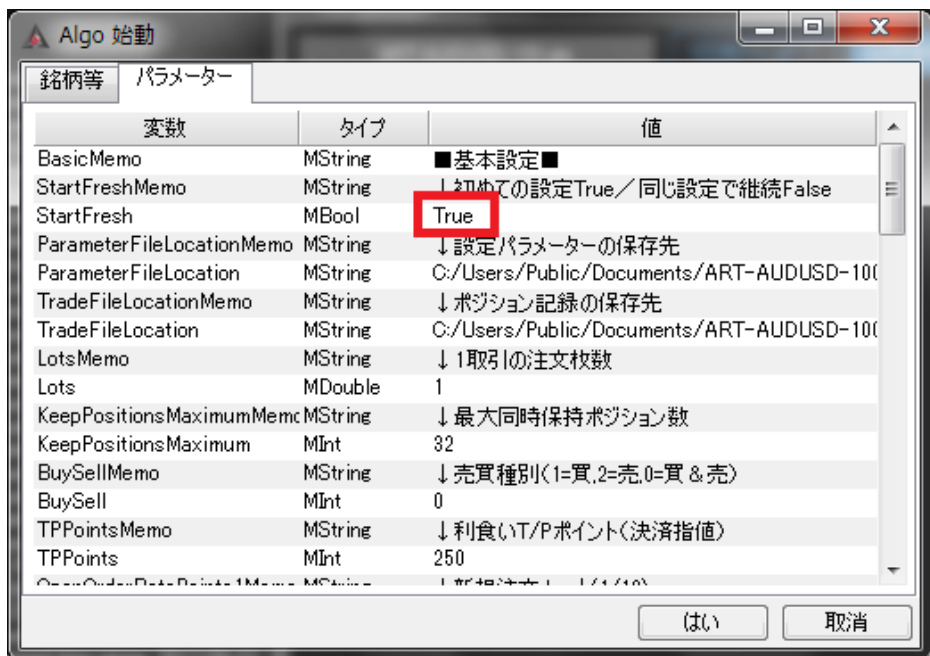 Algo 始動
銘柄等 パラメーター
変数 タイプ 値
BasicMemo MString ■基本設定■
StartFreshMemo MString ↓初めての設定True／同じ設定で継続False
StartFresh MBool True
ParameterFileLocationMemo MString ↓設定パラメーターの保存先
ParameterFileLocation MString C:/Users/Public/Documents/ART-AUDUSD-100
TradeFileLocationMemo MString ↓ポジション記録の保存先
TradeFileLocation MString C:/Users/Public/Documents/ART-AUDUSD-100
LotsMemo MString ↓1取引の注文枚数
Lots MDouble 1
KeepPositionsMaximumMemo MString ↓最大同時保持ポジション数
KeepPositionsMaximum MInt 32
BuySellMemo MString ↓売買種別(1=買,2=売,0=買＆売)
BuySell MInt 0
TPPointsMemo MString ↓利食いT/Pポイント(決済指値)
TPPoints MInt 250
MString
はい 取消